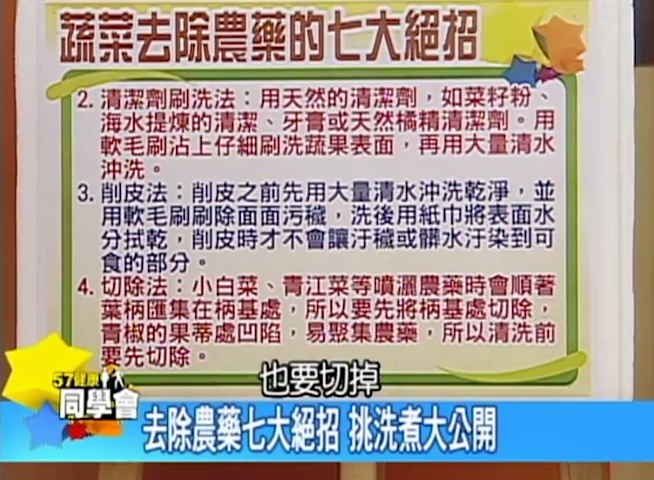 蔬菜去除農藥的七大絕招
2. 清潔劑刷洗法：用天然的清潔劑，如菜籽粉、
海水提煉的清潔、牙膏或天然橘精清潔劑。用
軟毛刷沾上仔細刷洗蔬果表面，再用大量清水
沖洗。
3. 削皮法：削皮之前先用大量清水沖洗乾淨，並
用軟毛刷刷除面面污穢，洗後用紙巾將表面水
分拭乾，削皮時才不會讓汙穢或髒水汙染到可
食的部分。
4. 切除法：小白菜、青江菜等噴灑農藥時會順著
葉柄匯集在柄基處，所以要先將柄基處切除，
青椒的果蒂處凹陷，易聚集農藥，所以清洗前
要先切除。
也要切掉
57健康
同學會
去除農藥七大絕招 挑洗煮大公開